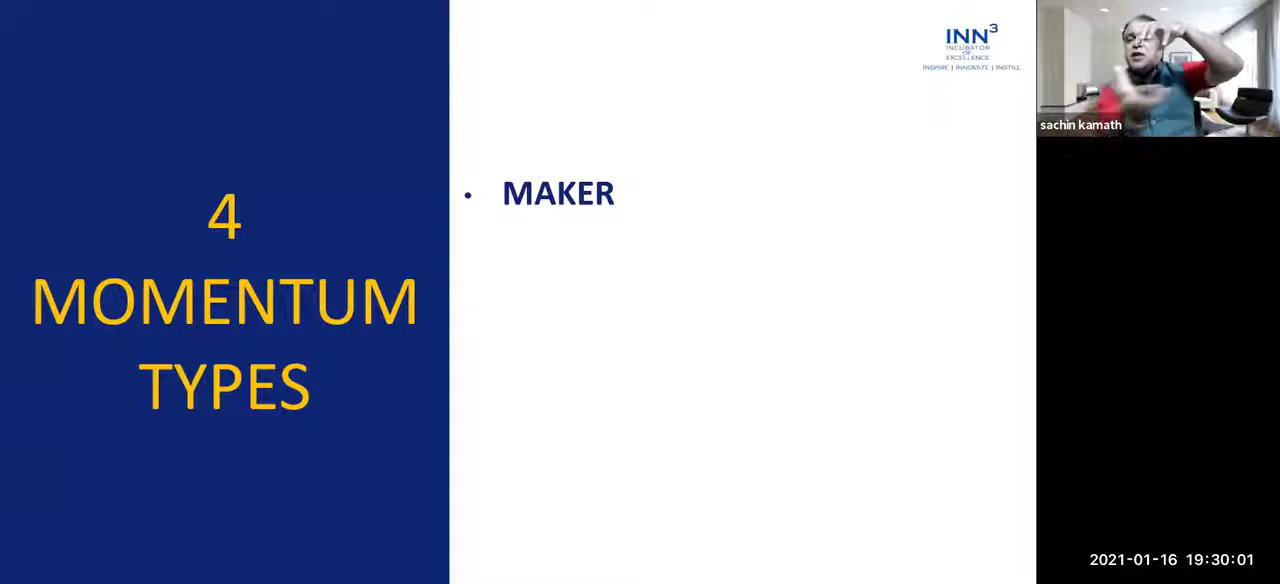 4
MOMENTUM
TYPES
• MAKER
INN³
INCUBATOR
OF
EXCELLENCE
INSPIRE | INNOVATE | INSTILL
sachin kamath
2021-01-16 19:30:01